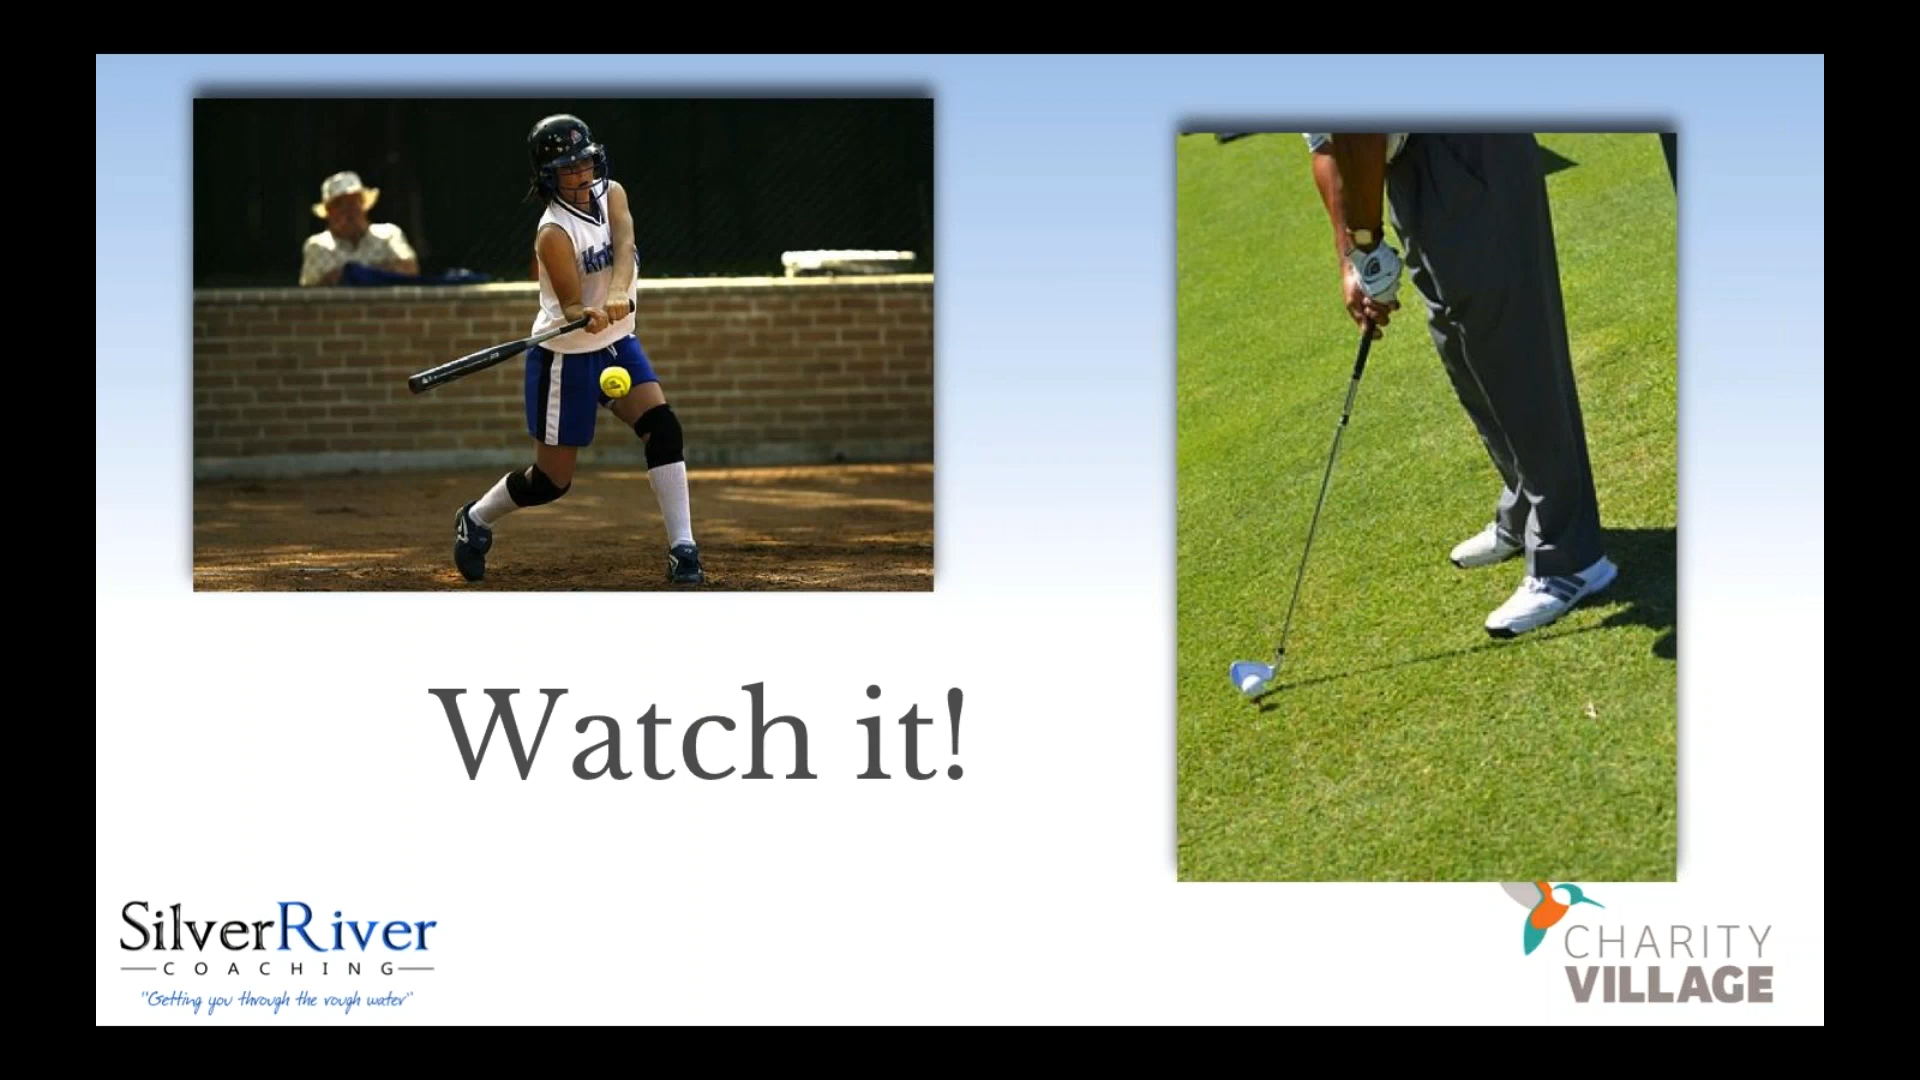 Watch it!
SilverRiver
COACHING
"Getting you through the rough water"
CHARITY
VILLAGE